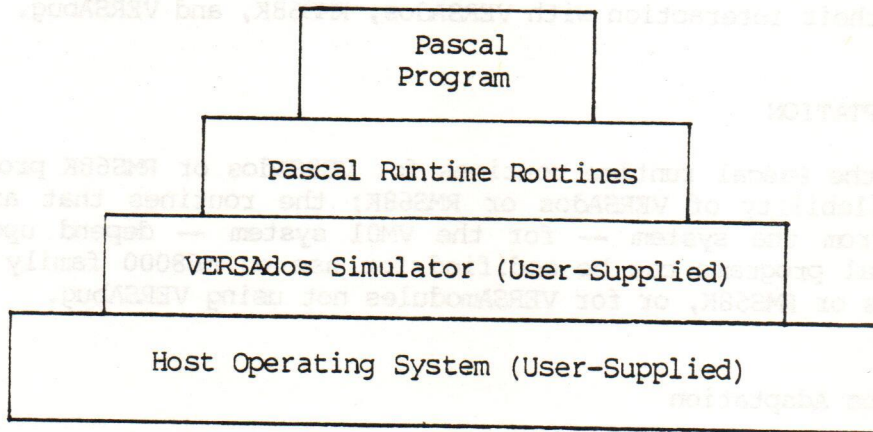 Pascal
Program
Pascal Runtime Routines
VERSAdos Simulator (User-Supplied)
Host Operating System (User-Supplied)